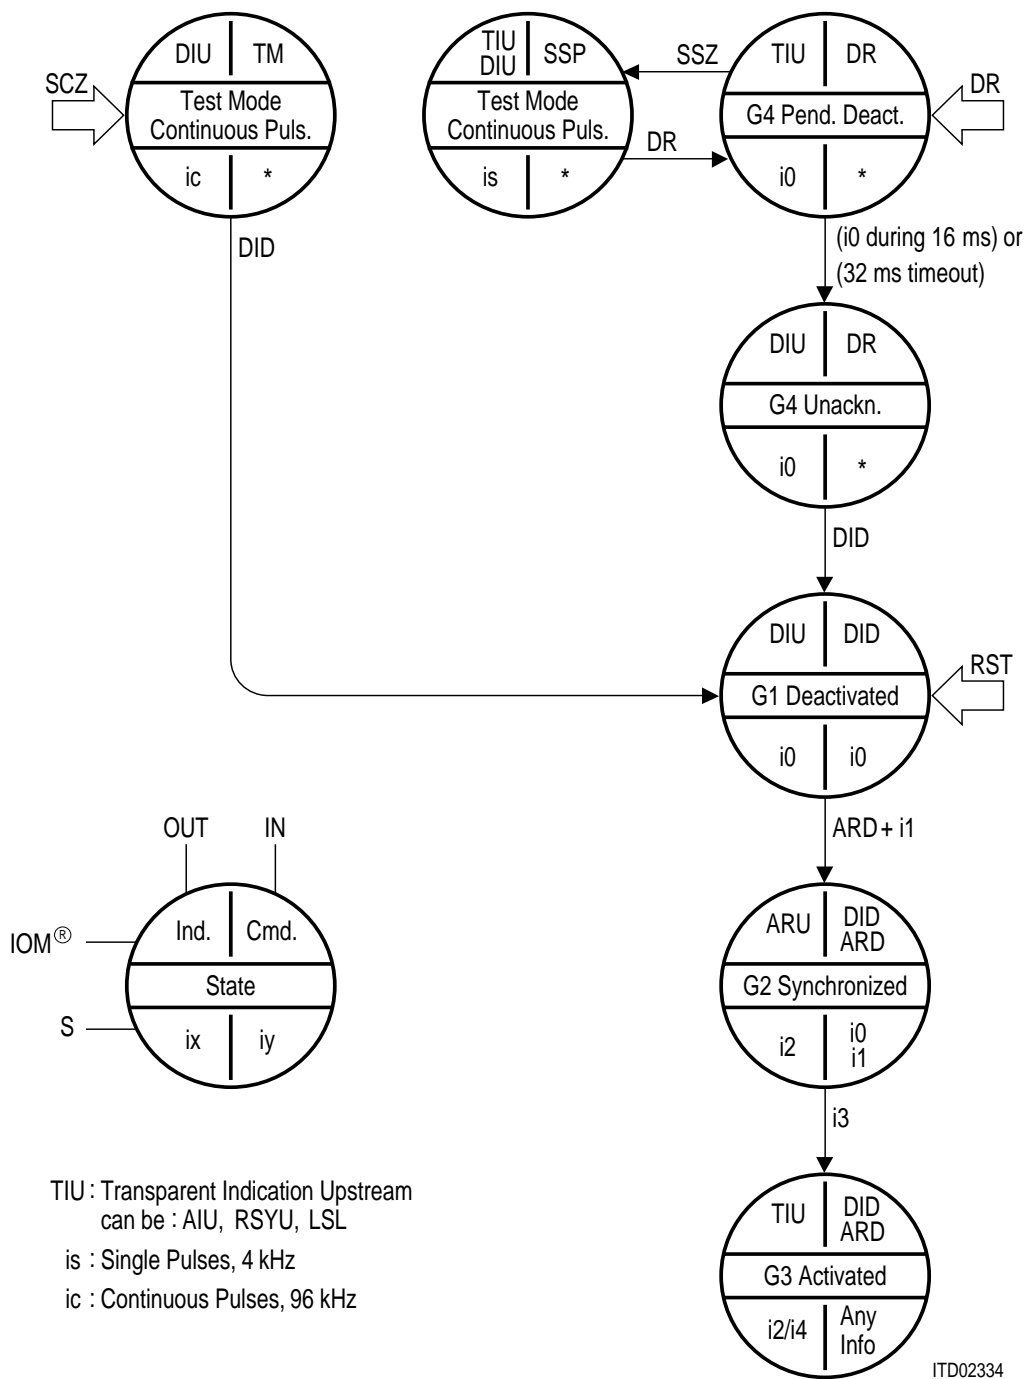 DIU TM
SCZ
Test Mode
Continuous Puls.
ic *
DID
TIU
DIU SSP
Test Mode
Continuous Puls.
is *
SSZ
DR
TIU DR
DR
G4 Pend. Deact.
i0 *
(i0 during 16 ms) or
(32 ms timeout)
DIU DR
G4 Unackn.
i0 *
DID
DIU DID
RST
G1 Deactivated
i0 i0
ARD + i1
OUT IN
IOM® Ind. Cmd.
State
S ix iy
ARU DID
ARD
G2 Synchronized
i2 i0
i1
i3
TIU DID
ARD
G3 Activated
i2/i4 Any
Info
TIU : Transparent Indication Upstream
can be : AIU, RSYU, LSL
is : Single Pulses, 4 kHz
ic : Continuous Pulses, 96 kHz
ITD02334